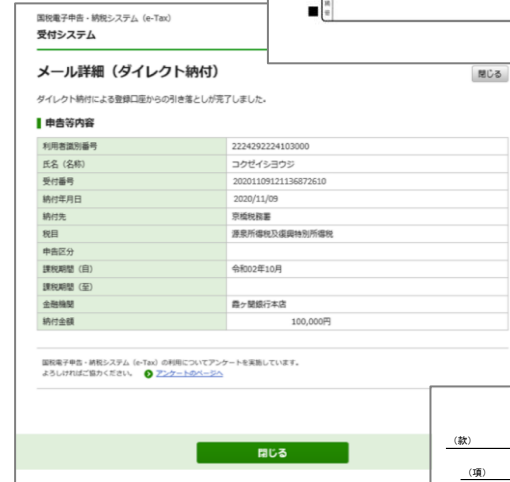 国税電子申告・納税システム（e-Tax）
受付システム
メール詳細（ダイレクト納付）
閉じる
ダイレクト納付による登録口座からの引き落としが完了しました。
申告等内容
利用者識別番号 2224292224103000
氏名（名称） コクゼイショウジ
受付番号 20201109121136872610
納付年月日 2020/11/09
納付先 京橋税務署
税目 源泉所得税及復興特別所得税
申告区分
課税期間（自） 令和02年10月
課税期間（至）
金融機関 霞ヶ関銀行本店
納付金額 100,000円
国税電子申告・納税システム（e-Tax）の利用についてアンケートを実施しています。
よろしければご協力ください。 アンケートのページへ
閉じる
（款）
（項）